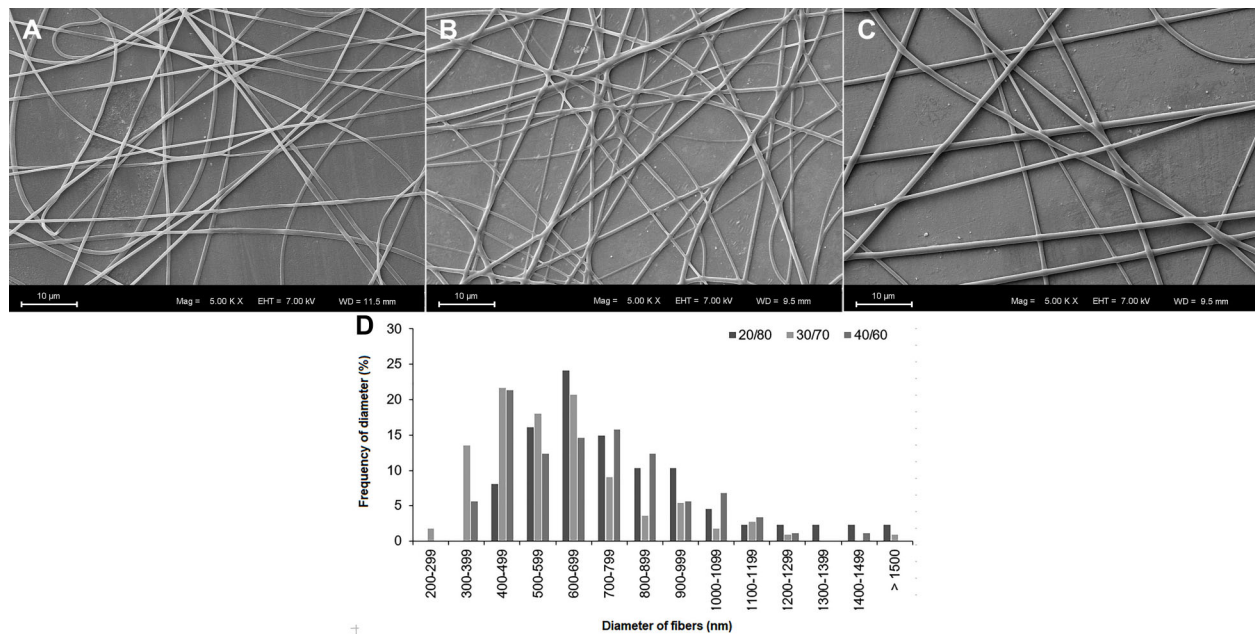 A
B
C
10 µm
Mag = 5.00 K X EHT = 7.00 kV WD = 11.5 mm
10 µm
Mag = 5.00 K X EHT = 7.00 kV WD = 9.5 mm
10 µm
Mag = 5.00 K X EHT = 7.00 kV WD = 9.5 mm
D
20/80 30/70 40/60
Frequency of diameter (%)
30
25
20
15
10
5
0
200-299
300-399
400-499
500-599
600-699
700-799
800-899
900-999
1000-1099
1100-1199
1200-1299
1300-1399
1400-1499
> 1500
Diameter of fibers (nm)